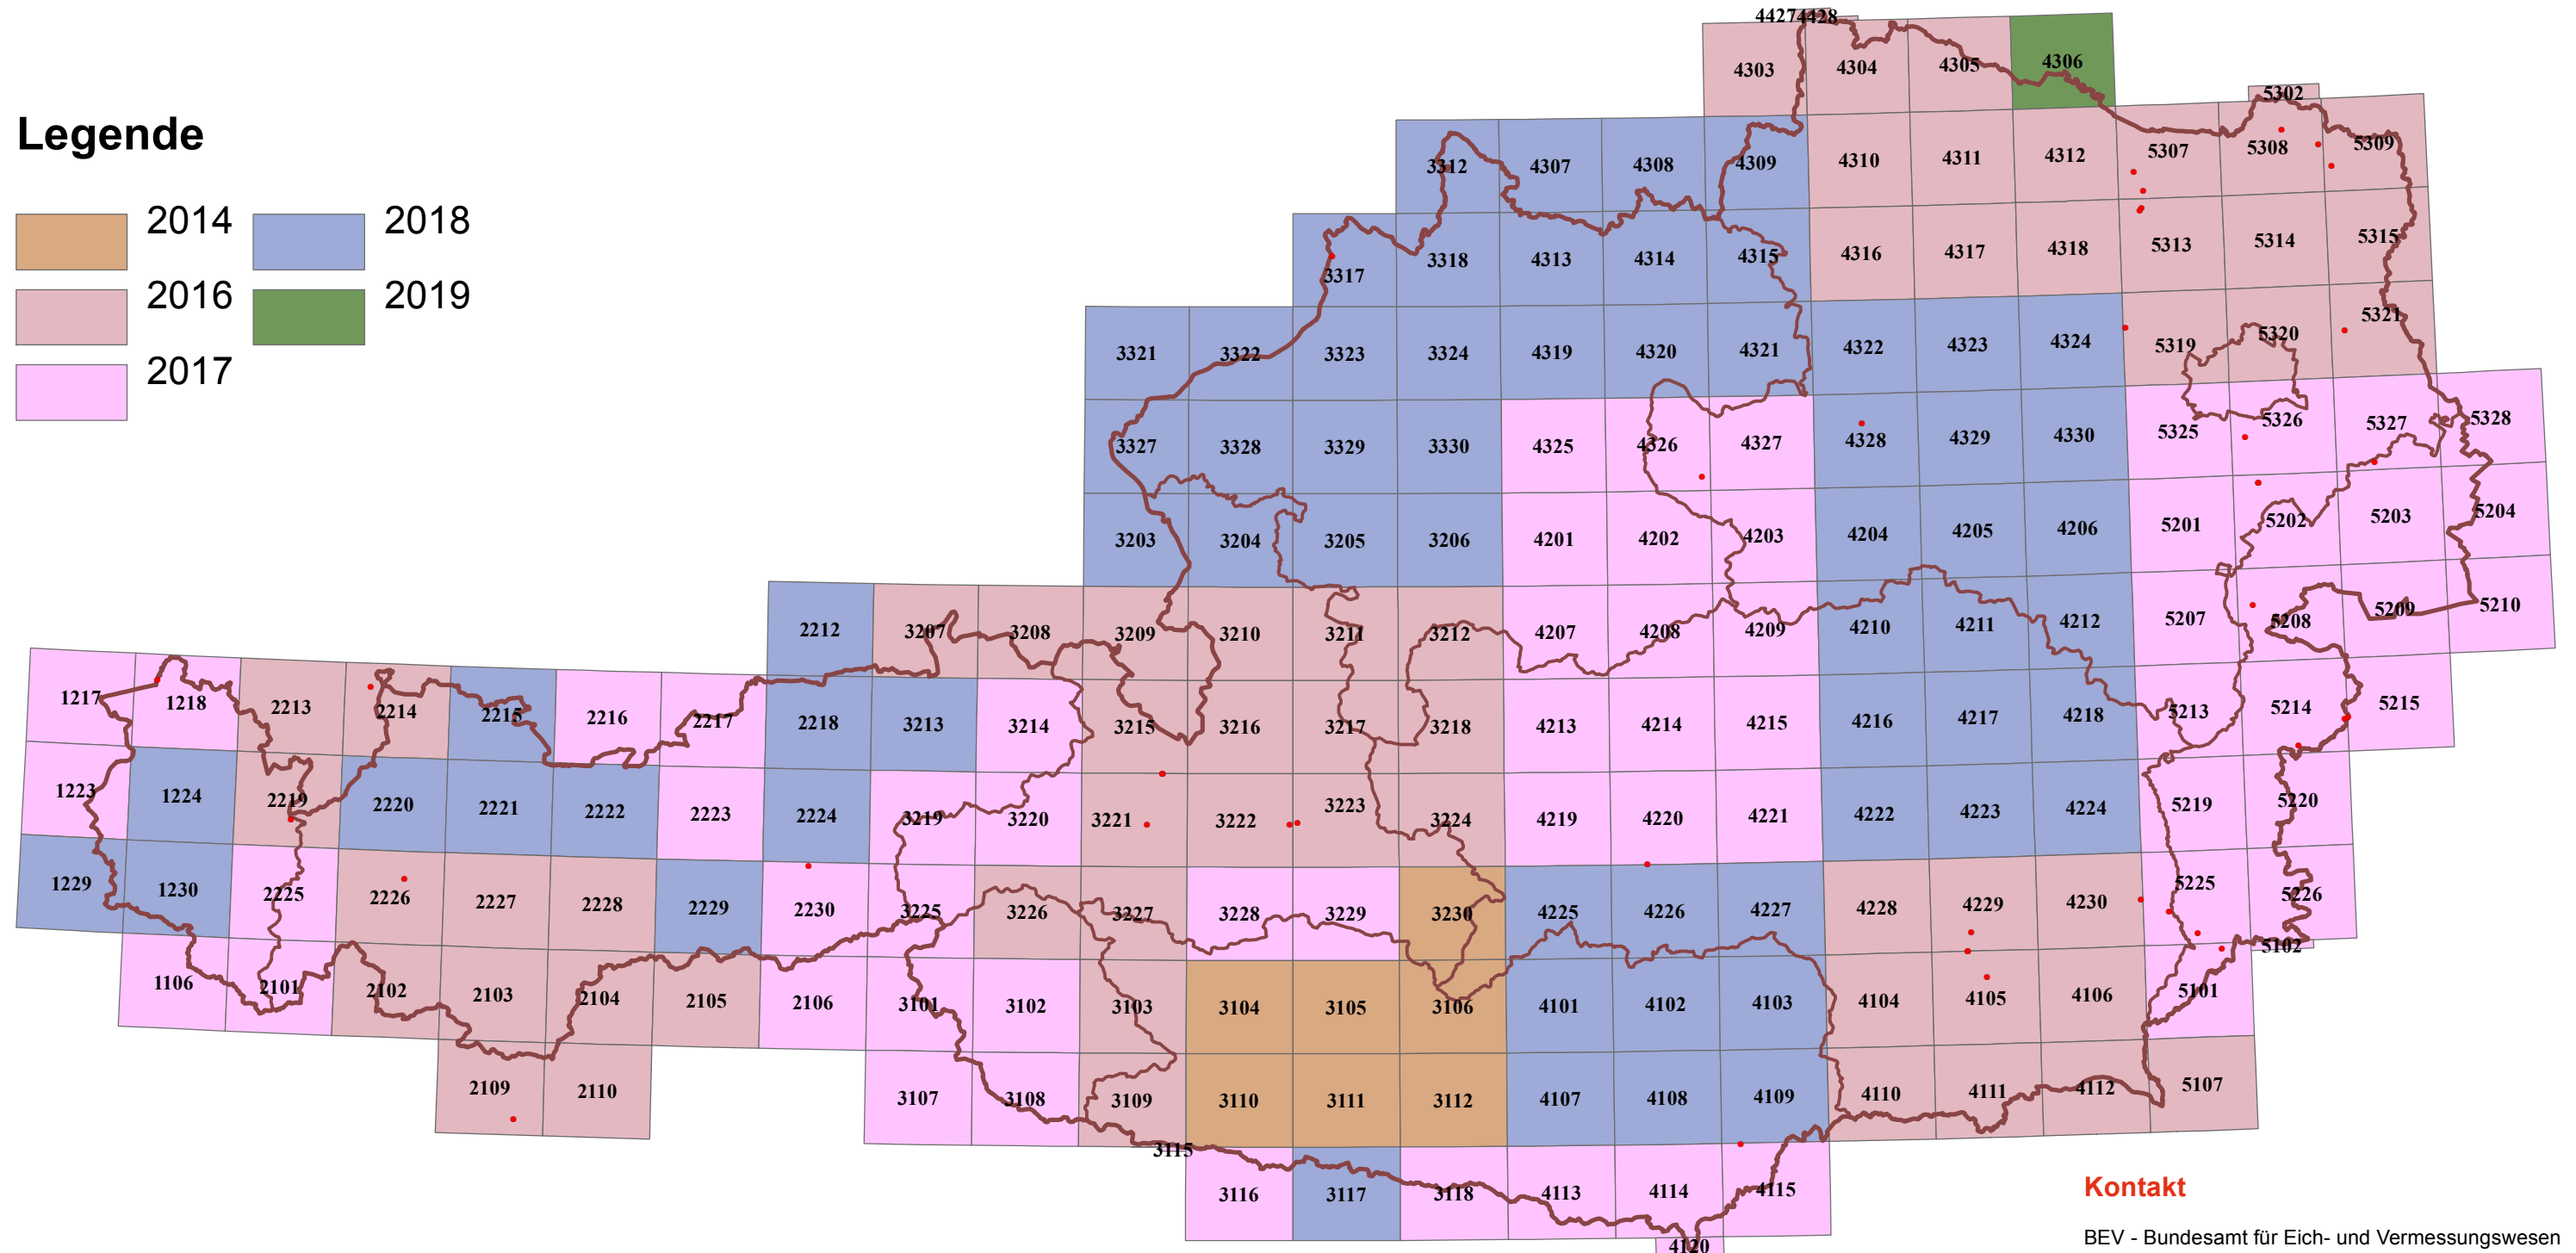 44274428
4303 4304 4305 4306
5302
Legende
3312 4307 4308 4309 4310 4311 4312 5307 5308 5309
2014 2018
3317 3318 4313 4314 4315 4316 4317 4318 5313 5314 5315
2016 2019
3321 3322 3323 3324 4319 4320 4321 4322 4323 4324 5319 5320 5321
2017
3327 3328 3329 3330 4325 4326 4327 4328 4329 4330 5325 5326 5327 5328
3203 3204 3205 3206 4201 4202 4203 4204 4205 4206 5201 5202 5203 5204
2212 3207 3208 3209 3210 3211 3212 4207 4208 4209 4210 4211 4212 5207 5208 5209 5210
1217 1218 2213 2214 2215 2216 2217 2218 3213 3214 3215 3216 3217 3218 4213 4214 4215 4216 4217 4218 5213 5214 5215
1223 1224 2219 2220 2221 2222 2223 2224 3219 3220 3221 3222 3223 3224 4219 4220 4221 4222 4223 4224 5219 5220
1229 1230 2225 2226 2227 2228 2229 2230 3225 3226 3227 3228 3229 3230 4225 4226 4227 4228 4229 4230 5225 5226
5102
1106 2101 2102 2103 2104 2105 2106 3101 3102 3103 3104 3105 3106 4101 4102 4103 4104 4105 4106 5101
2109 2110 3107 3108 3109 3110 3111 3112 4107 4108 4109 4110 4111 4112 5107
3115
3116 3117 3118 4113 4114 4115
Kontakt
4120
BEV - Bundesamt für Eich- und Vermessungswesen